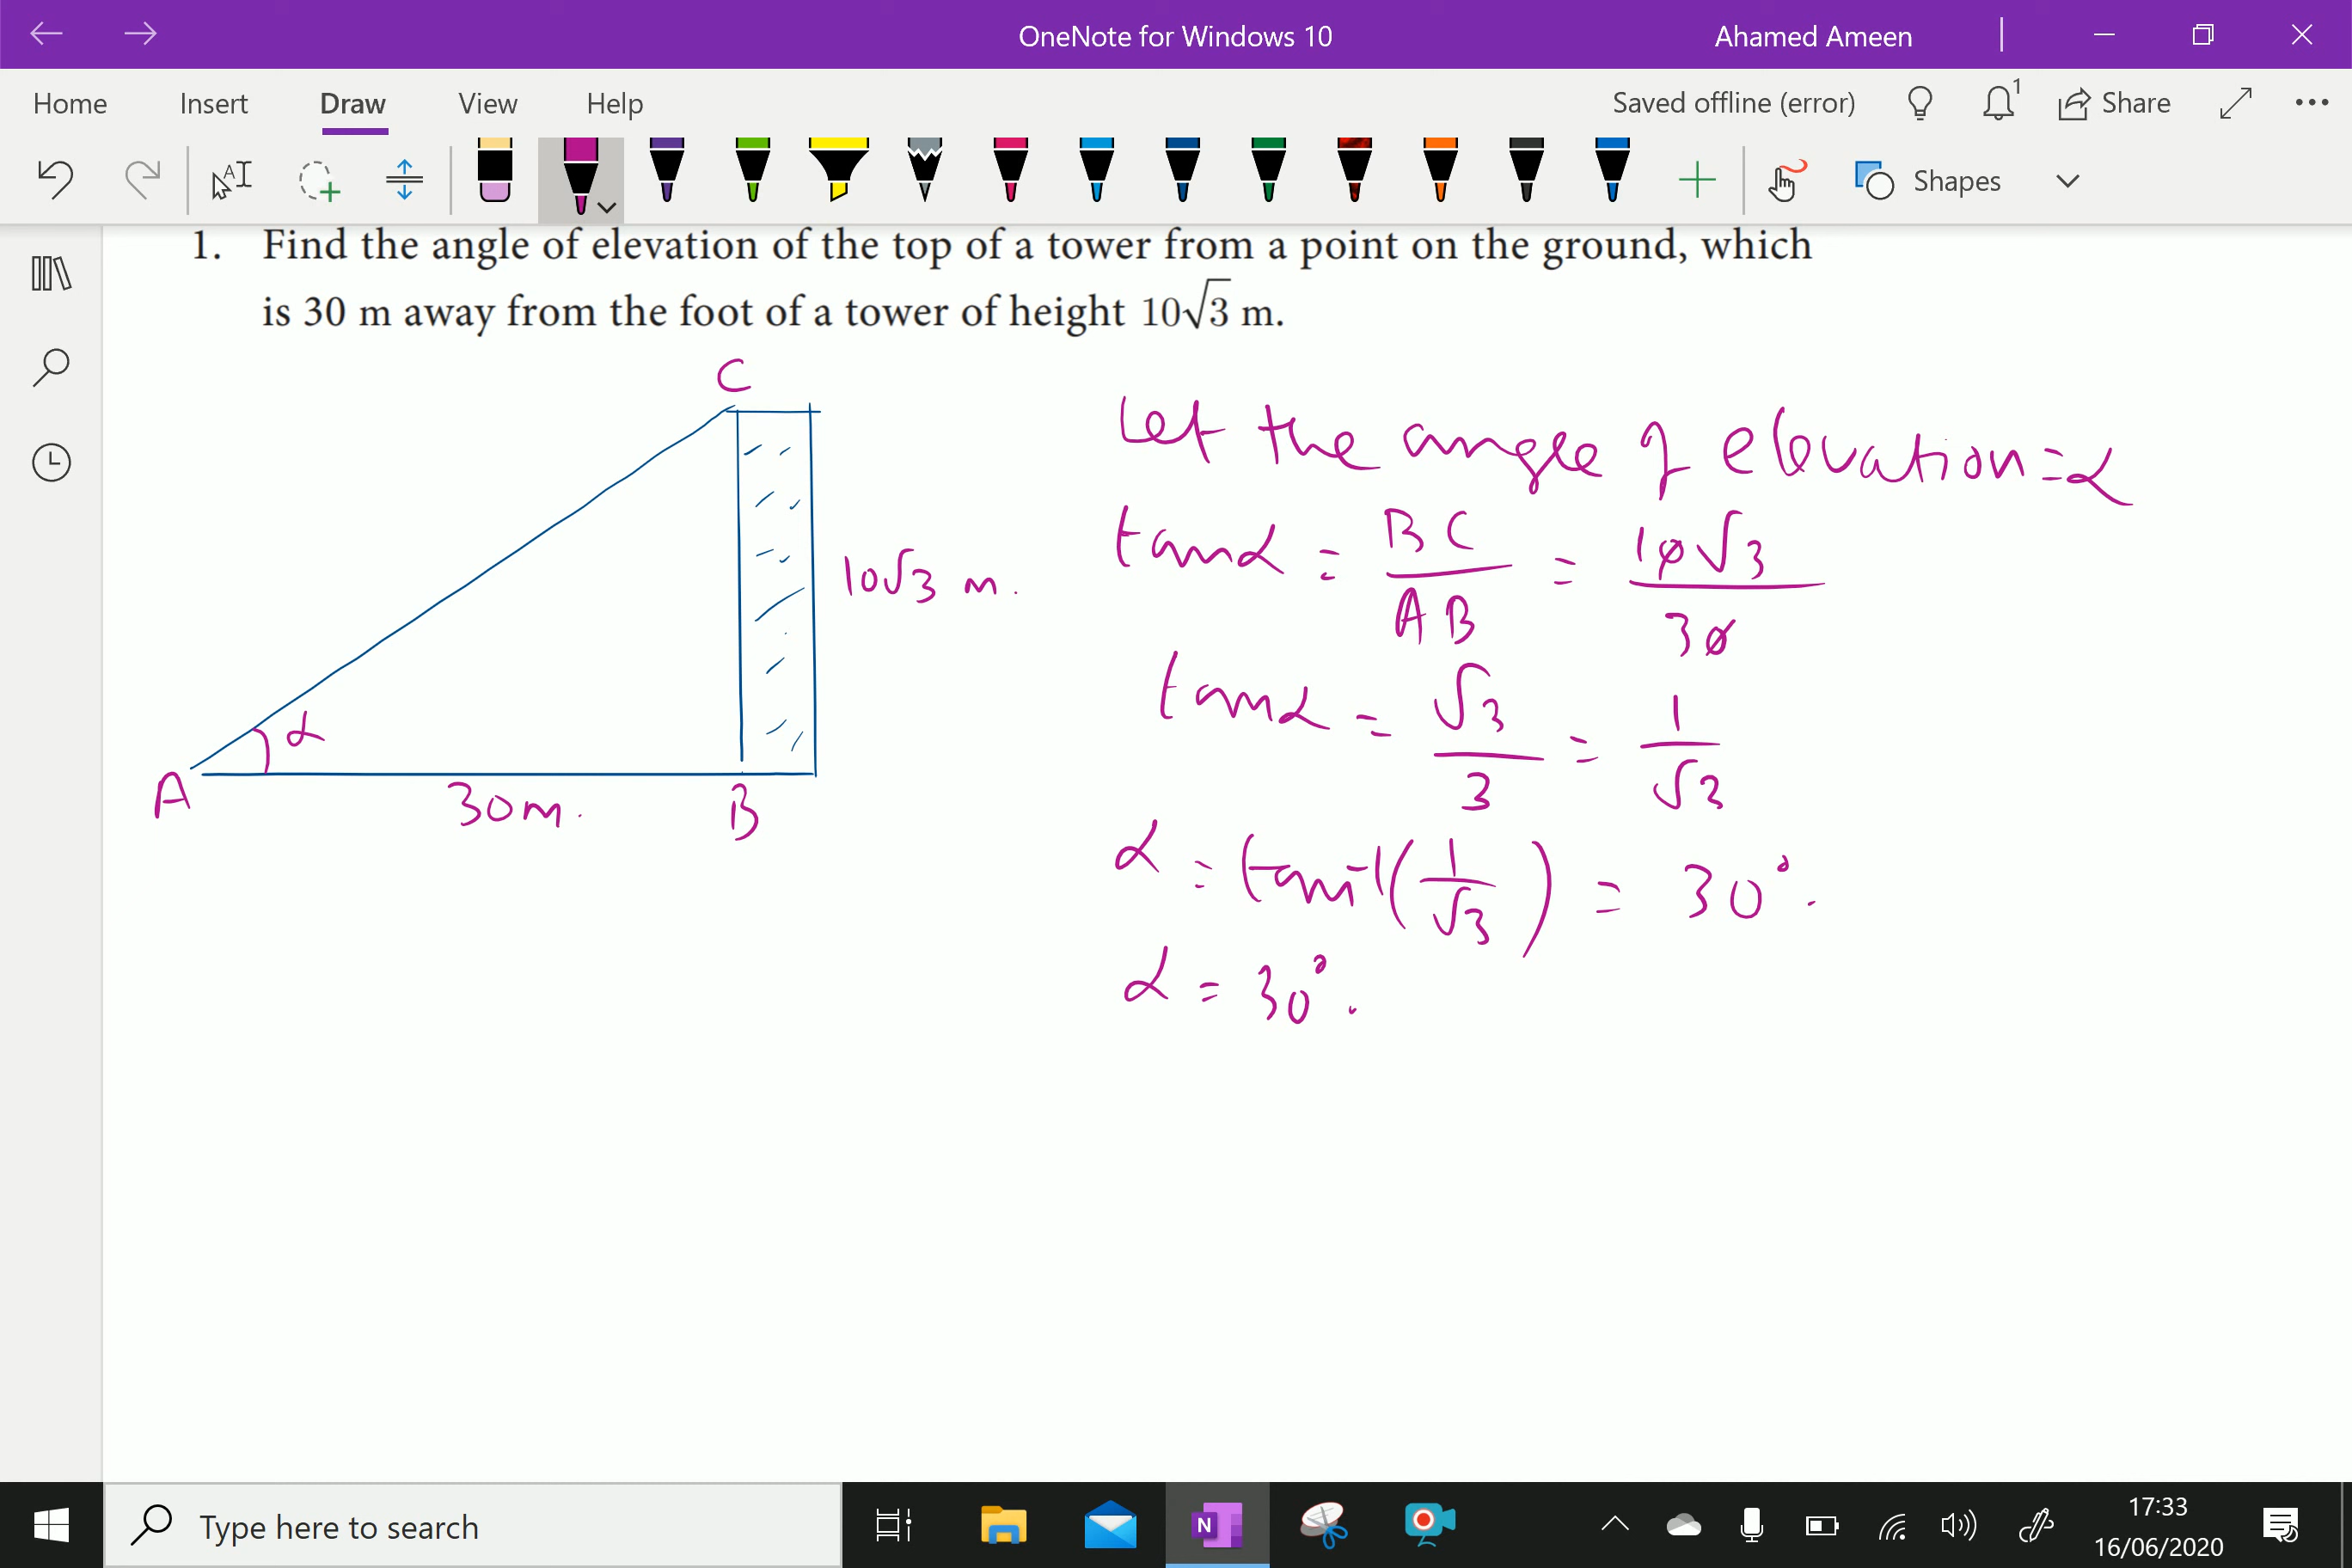 OneNote for Windows 10
Ahamed Ameen
Home Insert Draw View Help
Saved offline (error) 1 Share
Shapes
1. Find the angle of elevation of the top of a tower from a point on the ground, which
is 30 m away from the foot of a tower of height 10√3 m.
C
10√3 m.
α
A
30m.
B
Let the angle of elevation = α
tanα = BC/AB = 10√3/30
tanα = √3/3 = 1/√3
α = tan⁻¹(1/√3) = 30°.
α = 30°.
Type here to search
N
17:33
16/06/2020